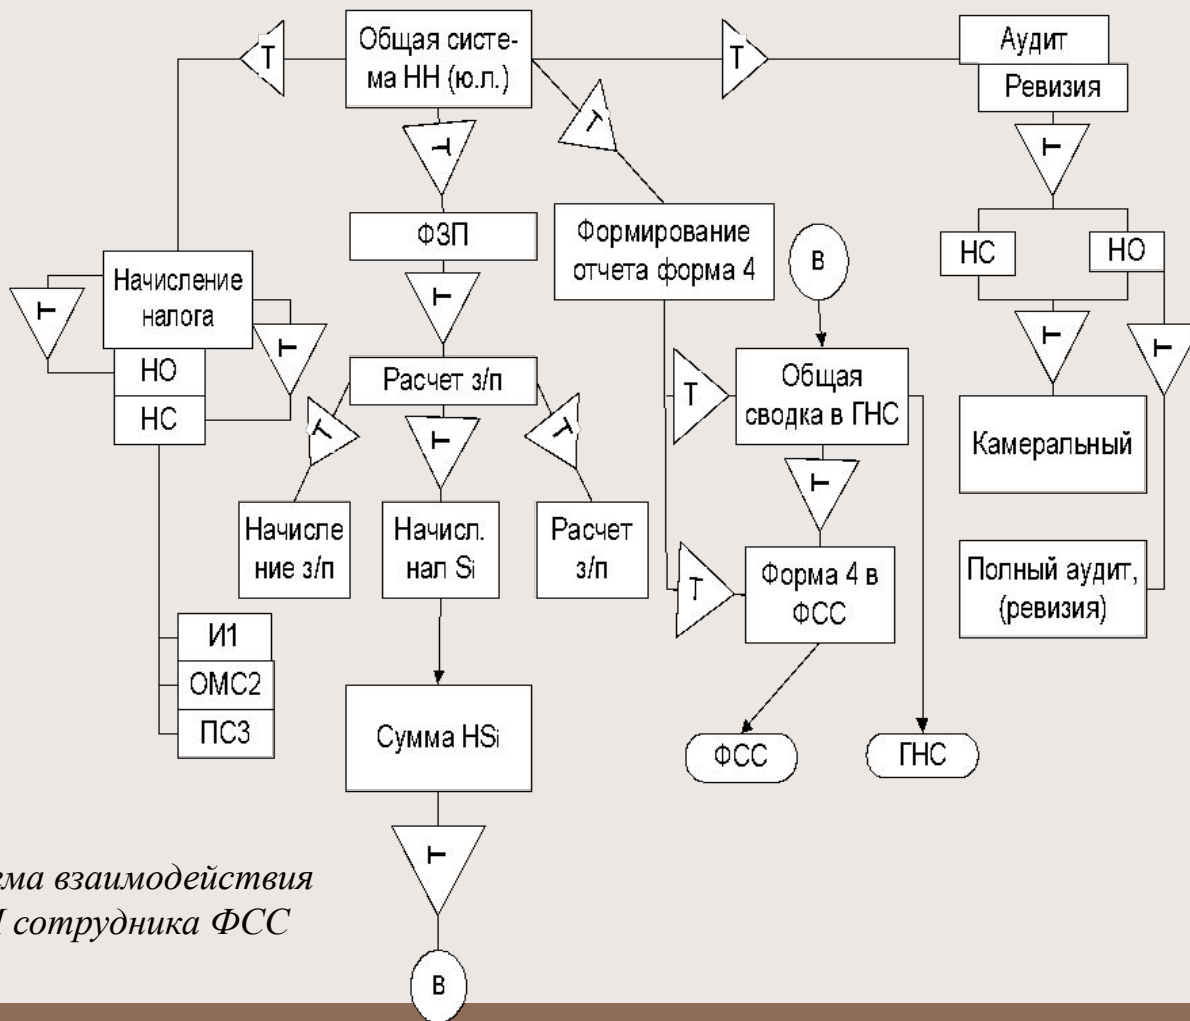 Т
Общая систе-
ма НН (ю.п.)
Т
Аудит
Ревизия
Т
Т
Т
ФЗП
Формирование
отчета форма 4
В
НС
НО
Начисление
налога
Т
Т
Т
НО
НС
Расчет з/п
Т
Т
Т
Т
Общая
сводка в ГНС
Т
Т
Камеральный
Т
Начисле
ние з/п
Начисл.
нал Si
Расчет
з/п
Т
Форма 4 в
ФСС
Полный аудит,
(ревизия)
И1
ОМС2
ПС3
Сумма HSi
ФСС
ГНС
Т
взаимодействия
сотрудника ФСС
В